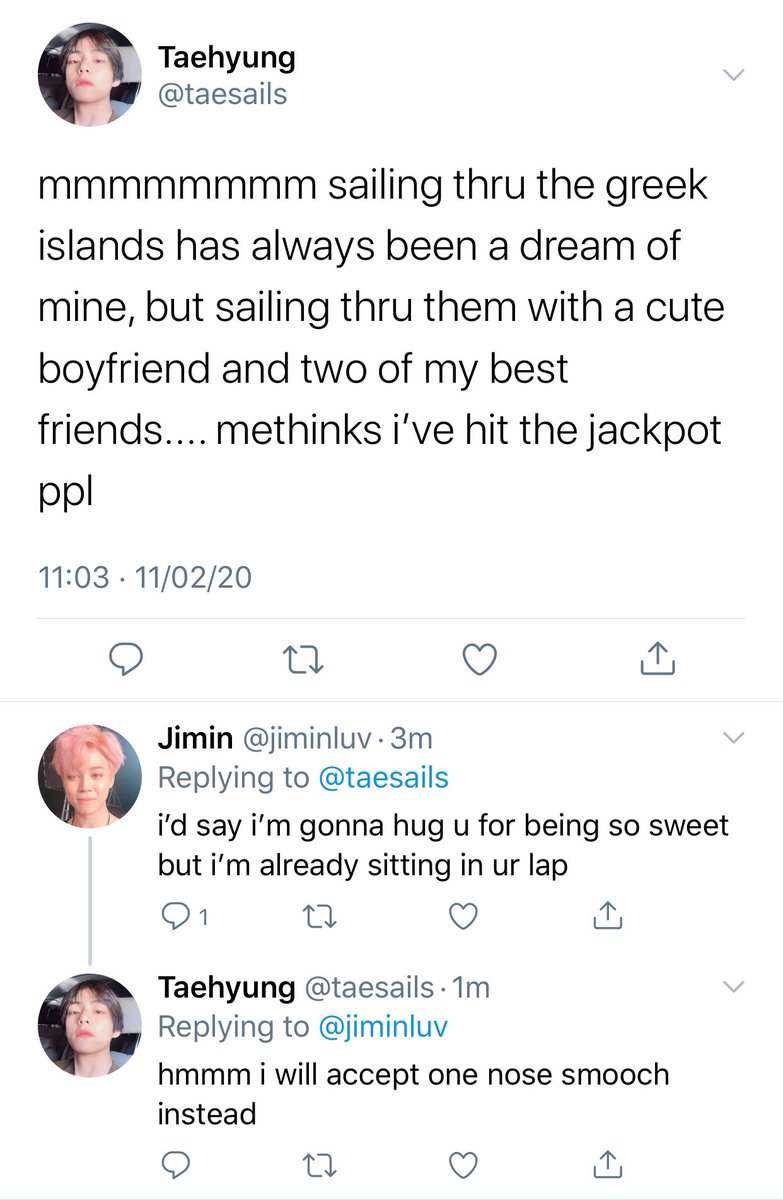 Taehyung
@taesails
mmmmmmmmm sailing thru the greek
islands has always been a dream of
mine, but sailing thru them with a cute
boyfriend and two of my best
friends.... methinks i’ve hit the jackpot
ppl
11:03 · 11/02/20
Jimin @jiminluv · 3m
Replying to @taesails
i’d say i’m gonna hug u for being so sweet
but i’m already sitting in ur lap
1
Taehyung @taesails · 1m
Replying to @jiminluv
hmmm i will accept one nose smooch
instead